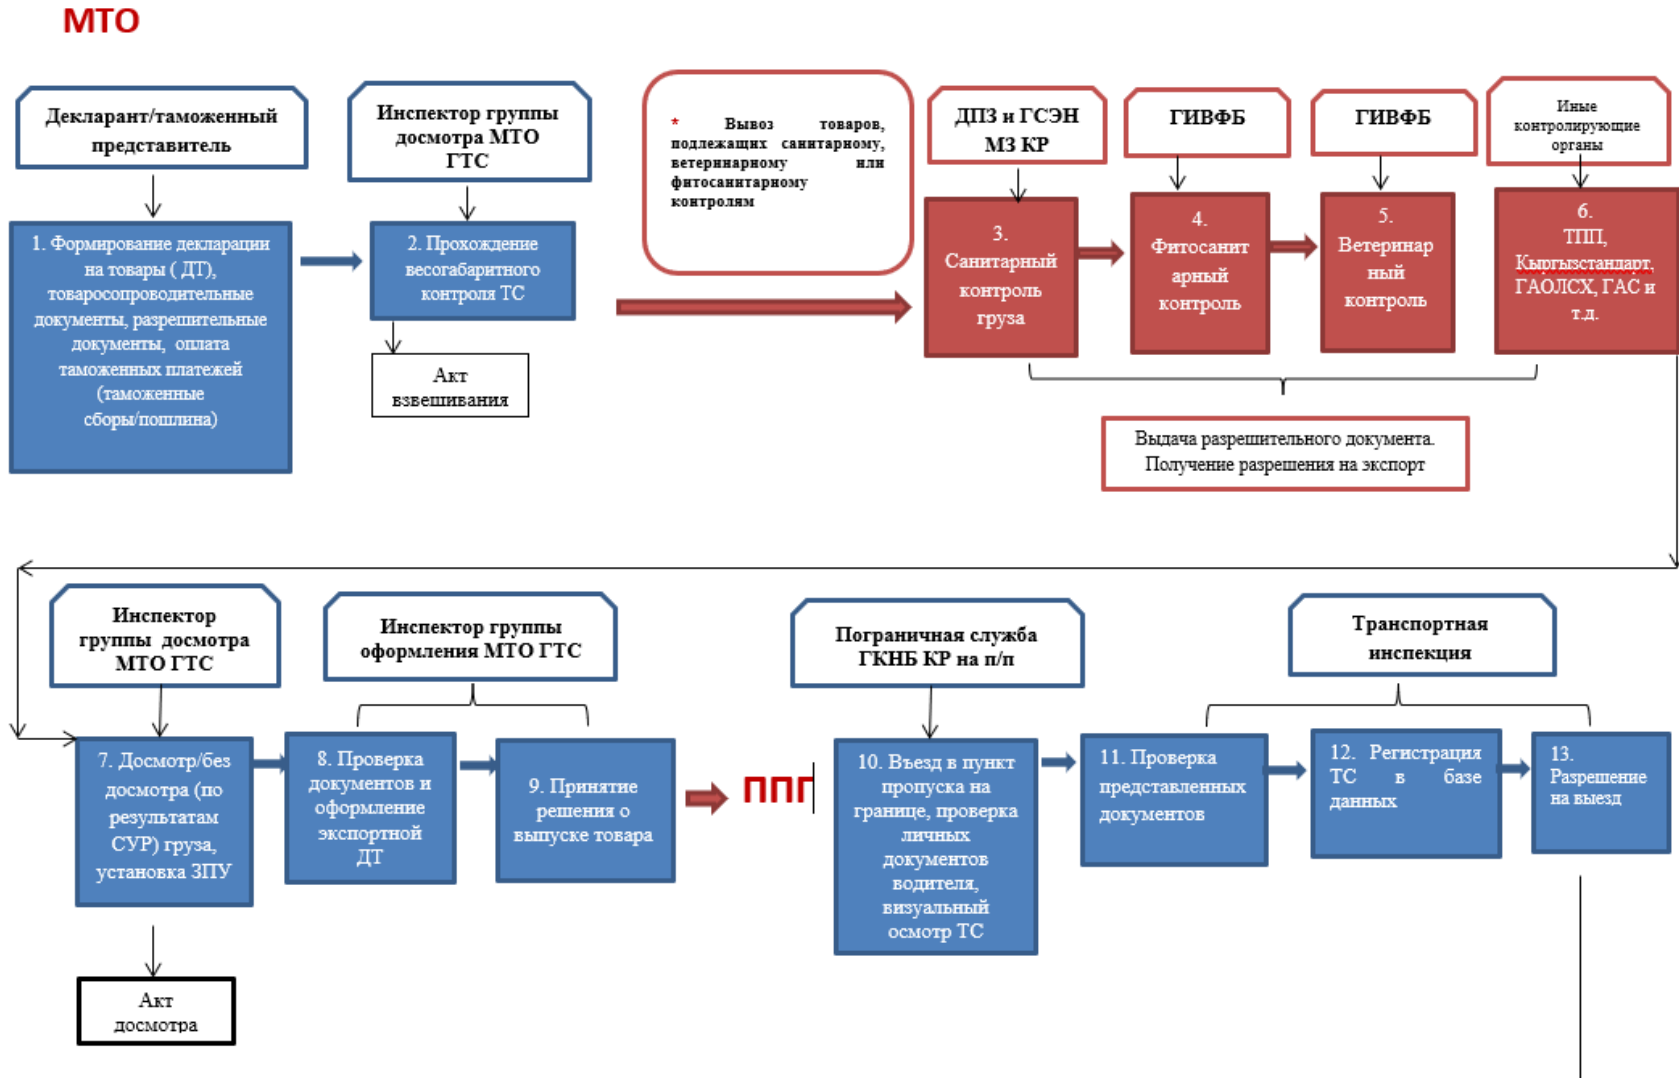 МТО
Декларант/таможенный
представитель
Инспектор группы
досмотра МТО
ГТС
* Вывоз товаров,
подлежащих санитарному,
ветеринарному или
фитосанитарному
контролям
ДПЗ и ГСЭН
МЗ КР
ГИВФБ
ГИВФБ
Иные
контролирующие
органы
1. Формирование декларации
на товары ( ДТ),
товаросопроводительные
документы, разрешительные
документы, оплата
таможенных платежей
(таможенные
сборы/пошлина)
2. Прохождение
весогабаритного
контроля ТС
Акт
взвешивания
3.
Санитарный
контроль
груза
4.
Фитосанит
арный
контроль
5.
Ветеринар
ный
контроль
6.
ТПП,
Кыргызстандарт,
ГАОЛСХ, ГАС и
т.д.
Выдача разрешительного документа.
Получение разрешения на экспорт
Инспектор
группы досмотра
МТО ГТС
Инспектор группы
оформления МТО ГТС
Пограничная служба
ГКНБ КР на п/п
Транспортная
инспекция
7. Досмотр/без
досмотра (по
результатам
СУР) груза,
установка ЗПУ
8. Проверка
документов и
оформление
экспортной
ДТ
9. Принятие
решения о
выпуске товара
ППГ
10. Въезд в пункт
пропуска на
границе, проверка
личных
документов
водителя,
визуальный
осмотр ТС
11. Проверка
представленных
документов
12. Регистрация
ТС в базе
данных
13.
Разрешение
на выезд
Акт
досмотра